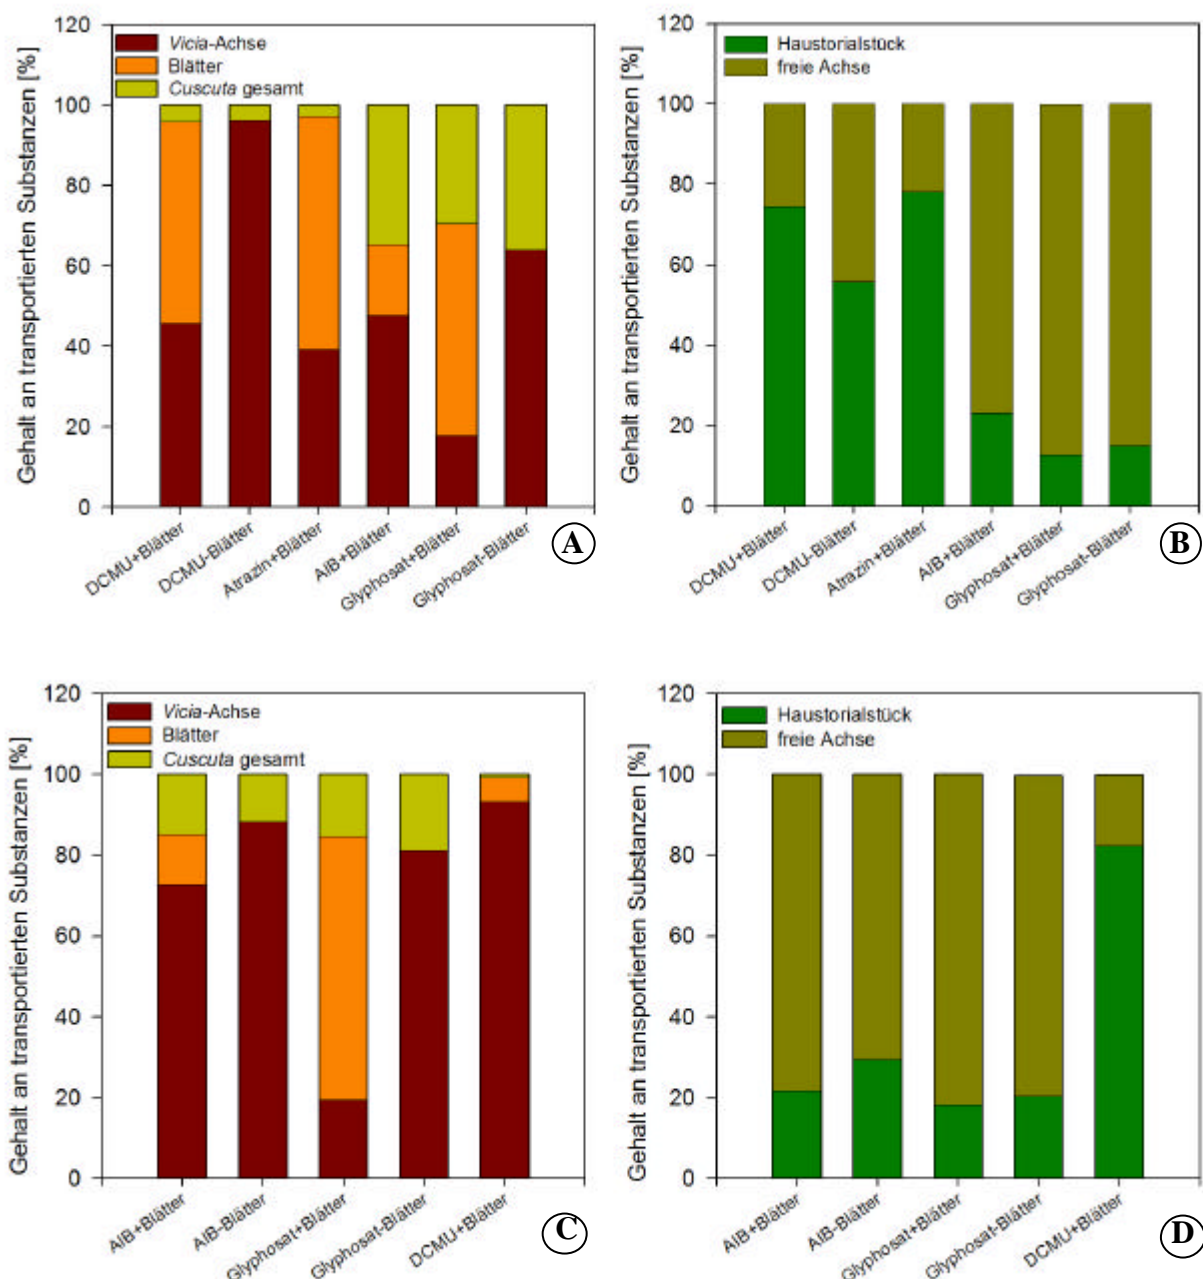 Gehalt an transportierten Substanzen [%]
120
100
80
60
40
20
0
Vicia-Achse
Blätter
Cuscuta gesamt
DCMU+Blätter
DCMU-Blätter
Atrazin+Blätter
AIB+Blätter
Glyphosat+Blätter
Glyphosat-Blätter
A
Gehalt an transportierten Substanzen [%]
120
100
80
60
40
20
0
Haustorialstück
freie Achse
DCMU+Blätter
DCMU-Blätter
Atrazin+Blätter
AIB+Blätter
Glyphosat+Blätter
Glyphosat-Blätter
B
Gehalt an transportierten Substanzen [%]
120
100
80
60
40
20
0
Vicia-Achse
Blätter
Cuscuta gesamt
AIB+Blätter
AIB-Blätter
Glyphosat+Blätter
Glyphosat-Blätter
DCMU+Blätter
C
Gehalt an transportierten Substanzen [%]
120
100
80
60
40
20
0
Haustorialstück
freie Achse
AIB+Blätter
AIB-Blätter
Glyphosat+Blätter
Glyphosat-Blätter
DCMU+Blätter
D